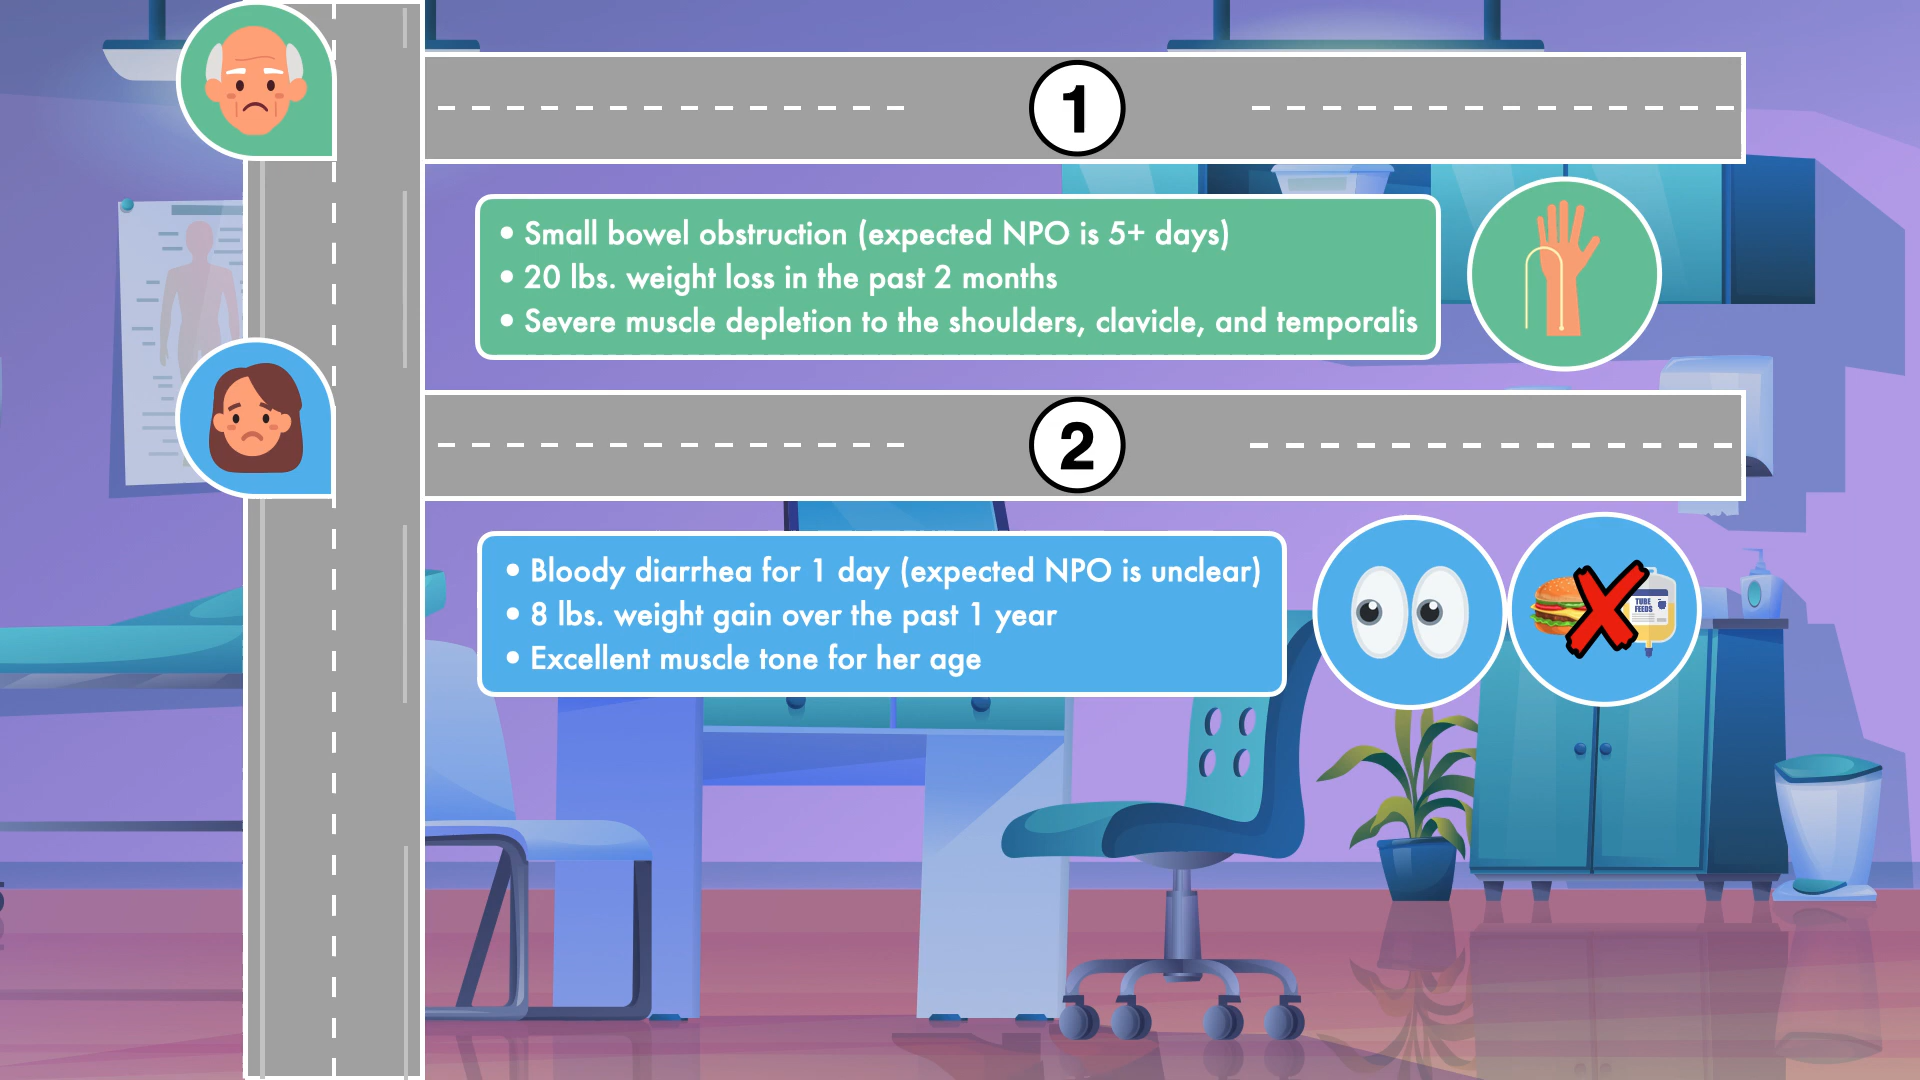 1
• Small bowel obstruction (expected NPO is 5+ days)
• 20 lbs. weight loss in the past 2 months
• Severe muscle depletion to the shoulders, clavicle, and temporalis
2
• Bloody diarrhea for 1 day (expected NPO is unclear)
• 8 lbs. weight gain over the past 1 year
• Excellent muscle tone for her age
TUBE
FEEDS